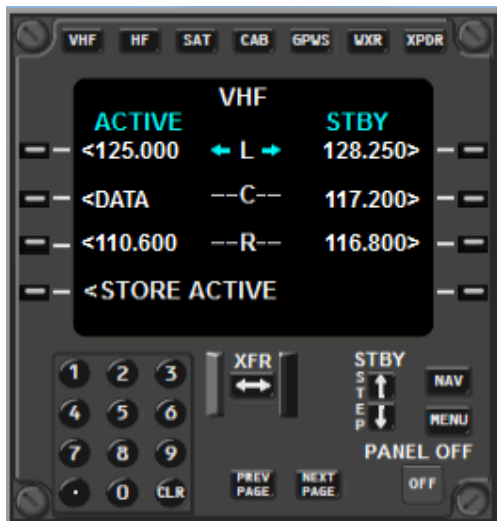 VHF HF SAT CAB GPWS WXR XPDR
VHF
ACTIVE STBY
<125.000 ← L → 128.250>
<DATA --C-- 117.200>
<110.600 --R-- 116.800>
<STORE ACTIVE
1 2 3 XFR STBY
↔ STEP ↑ NAV
4 5 6 ↓ MENU
7 8 9 PANEL OFF
. 0 CLR PREV PAGE NEXT PAGE OFF